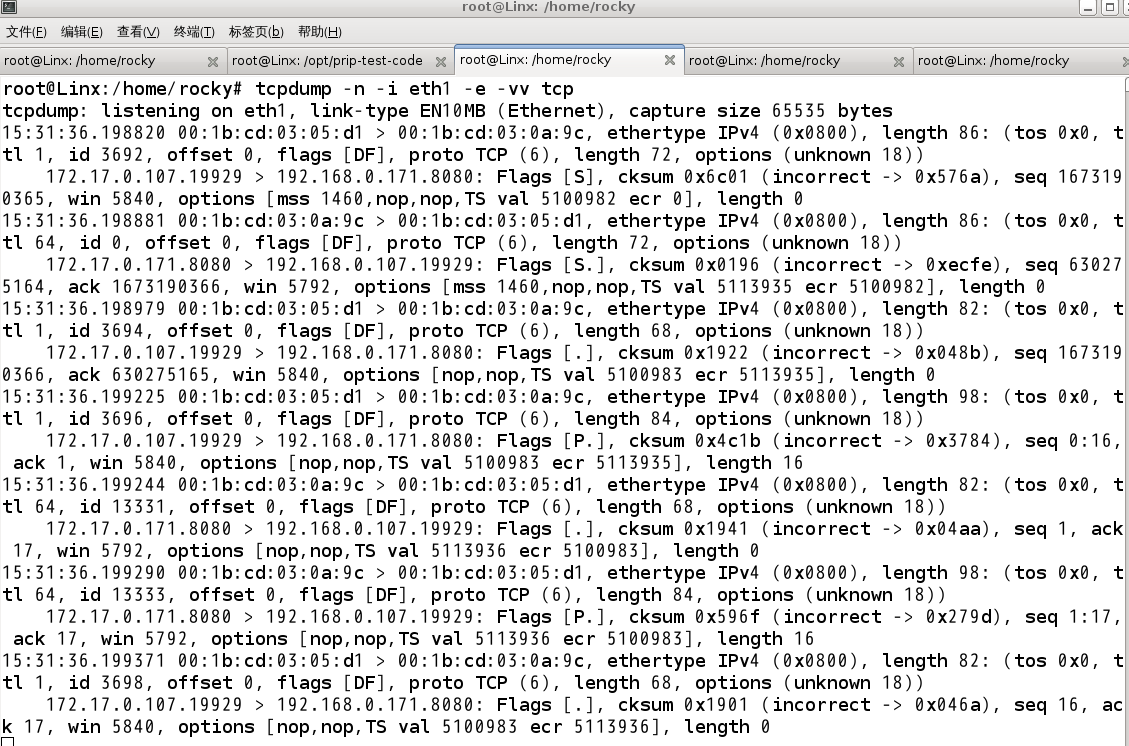 root@Linx: /home/rocky
文件(F) 编辑(E) 查看(V) 终端(T) 标签页(b) 帮助(H)
root@Linx: /home/rocky root@Linx: /opt/prip-test-code root@Linx: /home/rocky root@Linx: /home/rocky root@Linx: /home/rocky
root@Linx:/home/rocky# tcpdump -n -i eth1 -e -vv tcp
tcpdump: listening on eth1, link-type EN10MB (Ethernet), capture size 65535 bytes
15:31:36.198820 00:1b:cd:03:05:d1 > 00:1b:cd:03:0a:9c, ethertype IPv4 (0x0800), length 86: (tos 0x0, t
tl 1, id 3692, offset 0, flags [DF], proto TCP (6), length 72, options (unknown 18))
172.17.0.107.19929 > 192.168.0.171.8080: Flags [S], cksum 0x6c01 (incorrect -> 0x576a), seq 167319
0365, win 5840, options [mss 1460,nop,nop,TS val 5100982 ecr 0], length 0
15:31:36.198881 00:1b:cd:03:0a:9c > 00:1b:cd:03:05:d1, ethertype IPv4 (0x0800), length 86: (tos 0x0, t
tl 64, id 0, offset 0, flags [DF], proto TCP (6), length 72, options (unknown 18))
172.17.0.171.8080 > 192.168.0.107.19929: Flags [S.], cksum 0x0196 (incorrect -> 0xecfe), seq 63027
5164, ack 1673190366, win 5792, options [mss 1460,nop,nop,TS val 5113935 ecr 5100982], length 0
15:31:36.198979 00:1b:cd:03:05:d1 > 00:1b:cd:03:0a:9c, ethertype IPv4 (0x0800), length 82: (tos 0x0, t
tl 1, id 3694, offset 0, flags [DF], proto TCP (6), length 68, options (unknown 18))
172.17.0.107.19929 > 192.168.0.171.8080: Flags [.], cksum 0x1922 (incorrect -> 0x048b), seq 167319
0366, ack 630275165, win 5840, options [nop,nop,TS val 5100983 ecr 5113935], length 0
15:31:36.199225 00:1b:cd:03:05:d1 > 00:1b:cd:03:0a:9c, ethertype IPv4 (0x0800), length 98: (tos 0x0, t
tl 1, id 3696, offset 0, flags [DF], proto TCP (6), length 84, options (unknown 18))
172.17.0.107.19929 > 192.168.0.171.8080: Flags [P.], cksum 0x4c1b (incorrect -> 0x3784), seq 0:16,
ack 1, win 5840, options [nop,nop,TS val 5100983 ecr 5113935], length 16
15:31:36.199244 00:1b:cd:03:0a:9c > 00:1b:cd:03:05:d1, ethertype IPv4 (0x0800), length 82: (tos 0x0, t
tl 64, id 13331, offset 0, flags [DF], proto TCP (6), length 68, options (unknown 18))
172.17.0.171.8080 > 192.168.0.107.19929: Flags [.], cksum 0x1941 (incorrect -> 0x04aa), seq 1, ack
17, win 5792, options [nop,nop,TS val 5113936 ecr 5100983], length 0
15:31:36.199290 00:1b:cd:03:0a:9c > 00:1b:cd:03:05:d1, ethertype IPv4 (0x0800), length 98: (tos 0x0, t
tl 64, id 13333, offset 0, flags [DF], proto TCP (6), length 84, options (unknown 18))
172.17.0.171.8080 > 192.168.0.107.19929: Flags [P.], cksum 0x596f (incorrect -> 0x279d), seq 1:17,
ack 17, win 5792, options [nop,nop,TS val 5113936 ecr 5100983], length 16
15:31:36.199371 00:1b:cd:03:05:d1 > 00:1b:cd:03:0a:9c, ethertype IPv4 (0x0800), length 82: (tos 0x0, t
tl 1, id 3698, offset 0, flags [DF], proto TCP (6), length 68, options (unknown 18))
172.17.0.107.19929 > 192.168.0.171.8080: Flags [.], cksum 0x1901 (incorrect -> 0x046a), seq 16, ac
k 17, win 5840, options [nop,nop,TS val 5100983 ecr 5113936], length 0